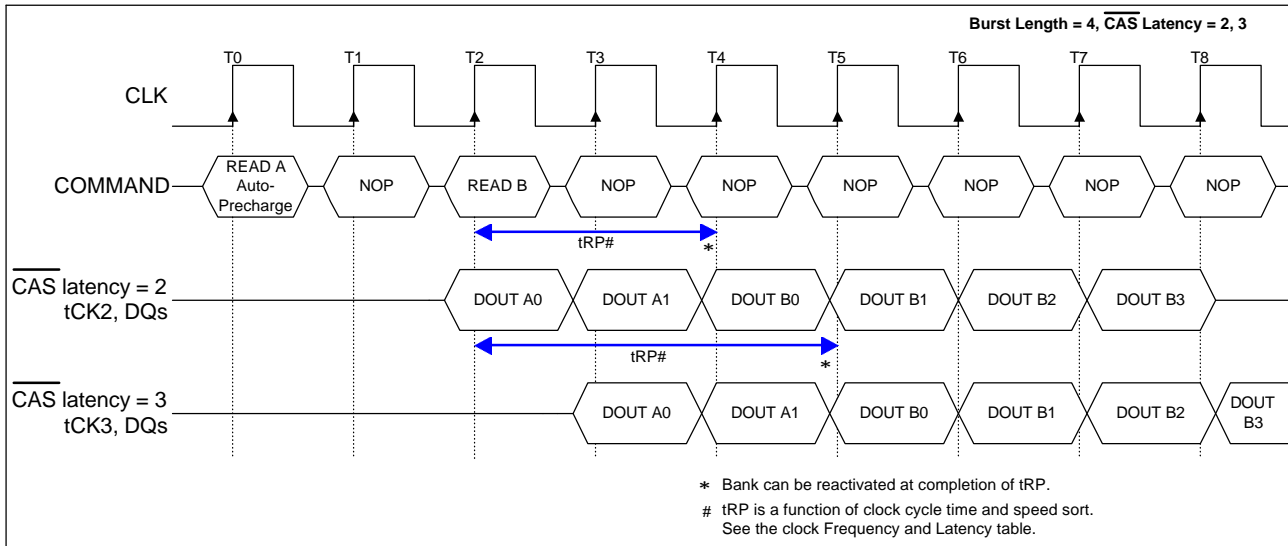 Burst Length = 4, CAS Latency = 2, 3
T0 T1 T2 T3 T4 T5 T6 T7 T8
CLK
COMMAND
READ A
Auto-
Precharge
NOP
READ B
NOP
NOP
NOP
NOP
NOP
NOP
tRP#
*
CAS latency = 2
tCK2, DQs
DOUT A0
DOUT A1
DOUT B0
DOUT B1
DOUT B2
DOUT B3
tRP#
*
CAS latency = 3
tCK3, DQs
DOUT A0
DOUT A1
DOUT B0
DOUT B1
DOUT B2
DOUT
B3
* Bank can be reactivated at completion of tRP.
# tRP is a function of clock cycle time and speed sort.
See the clock Frequency and Latency table.